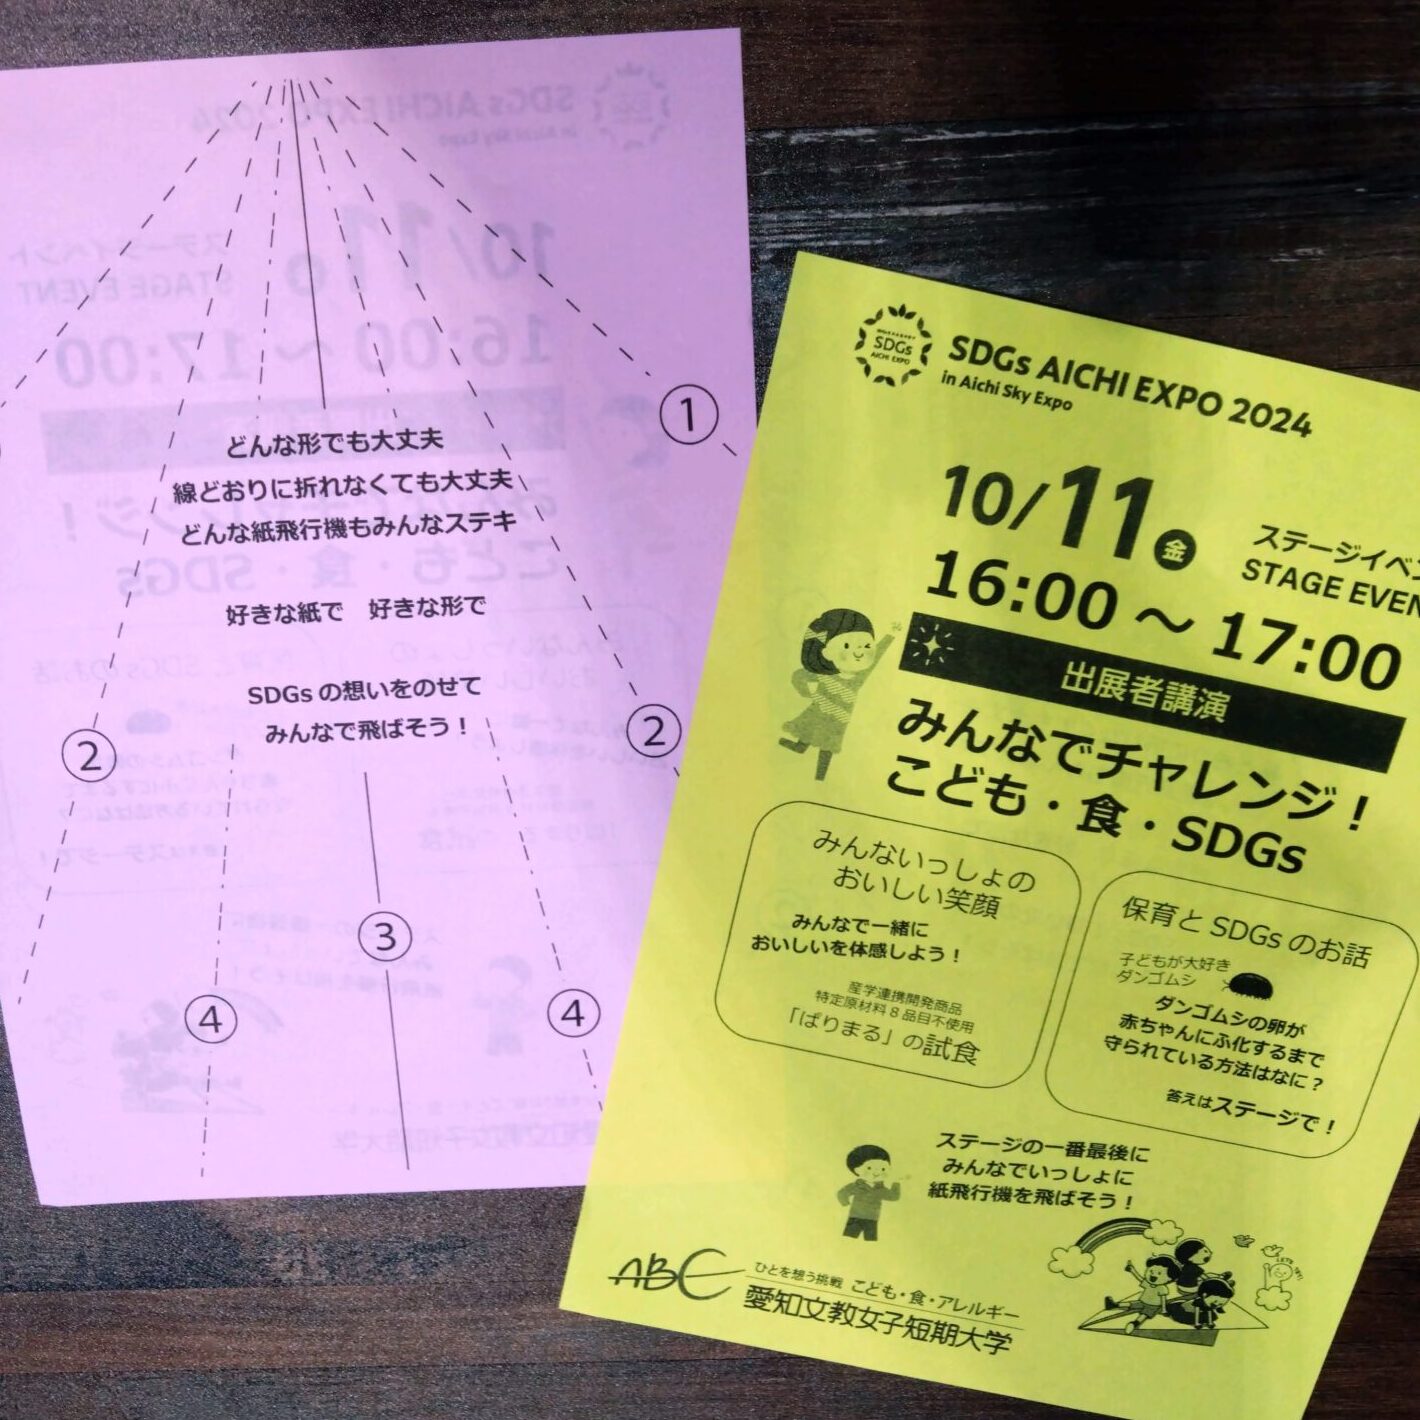 ①
どんな形でも大丈夫
線どおりに折れなくても大丈夫
どんな紙飛行機もみんなステキ
好きな紙で　好きな形で
SDGsの想いをのせて
みんなで飛ばそう！
②
②
③
④
④
SDGs
AICHI EXPO
SDGs AICHI EXPO 2024
in Aichi Sky Expo
10/11金
ステージイベン
STAGE EVEN
16:00～17:00
出展者講演
みんなでチャレンジ！
こども・食・SDGs
みんないっしょの
おいしい笑顔
みんなで一緒に
おいしいを体感しよう！
産学連携開発商品
特定原材料8品目不使用
「ぱりまる」の試食
保育とSDGsのお話
子どもが大好き
ダンゴムシ
ダンゴムシの卵が
赤ちゃんにふ化するまで
守られている方法はなに？
答えはステージで！
ステージの一番最後に
みんなでいっしょに
紙飛行機を飛ばそう！
ABC
ひとを想う挑戦 こども・食・アレルギー
愛知文教女子短期大学